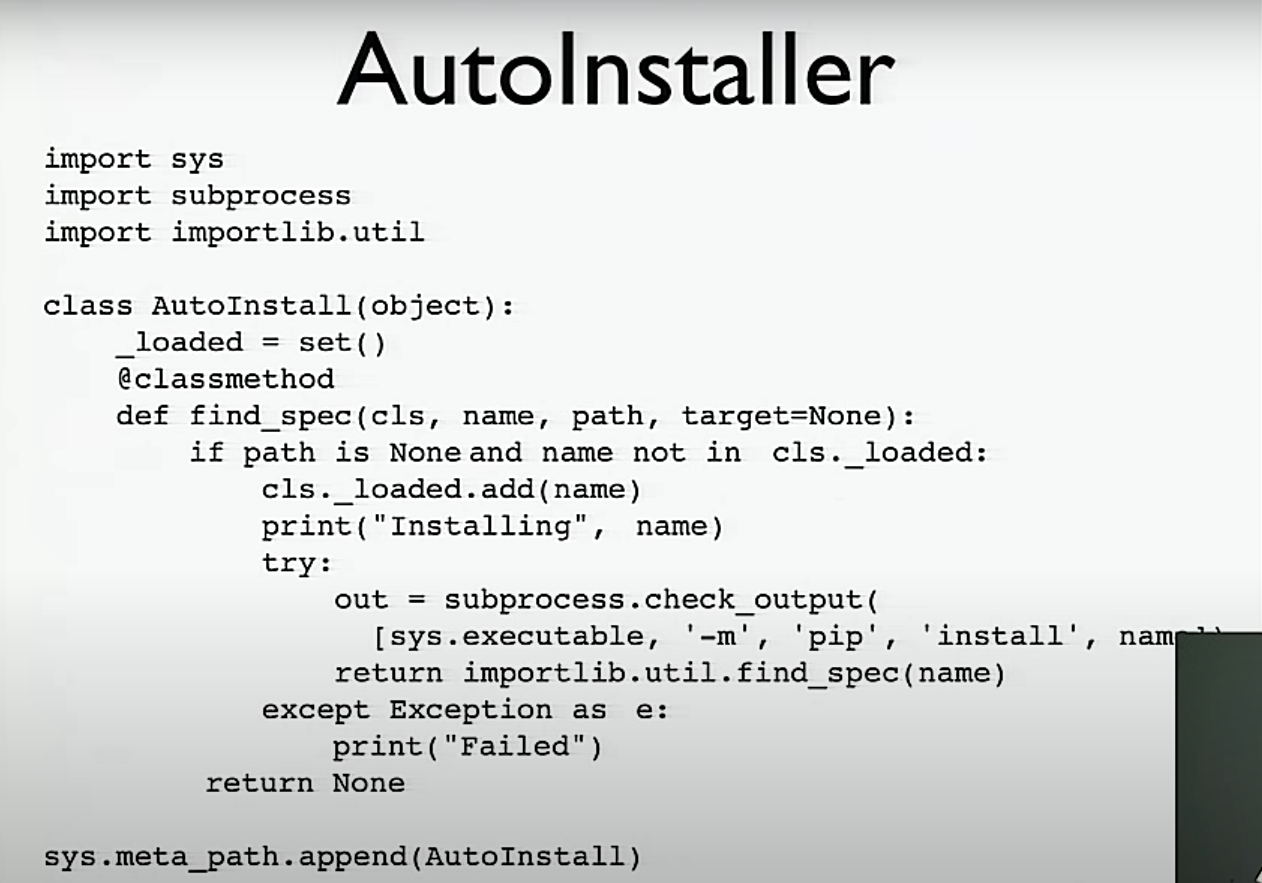 AutoInstaller
import sys
import subprocess
import importlib.util
class AutoInstall(object):
_loaded = set()
@classmethod
def find_spec(cls, name, path, target=None):
if path is None and name not in cls._loaded:
cls._loaded.add(name)
print("Installing", name)
try:
out = subprocess.check_output(
[sys.executable, '-m', 'pip', 'install',
return importlib.util.find_spec(name)
except Exception as e:
print("Failed")
return None
sys.meta_path.append(AutoInstall)